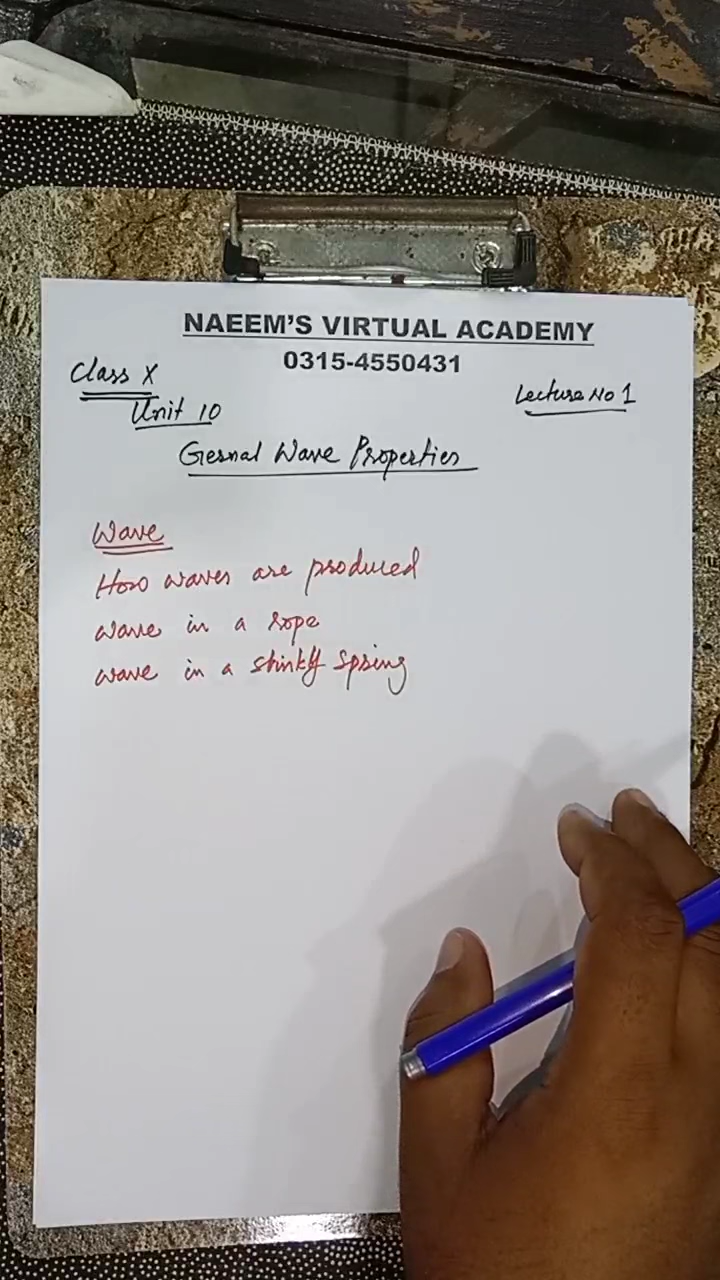 NAEEM'S VIRTUAL ACADEMY
0315-4550431
Class X
Lecture No 1
Unit 10
Gernal Wave Properties
Wave
How waves are produced
wave in a rope
wave in a slinky spring